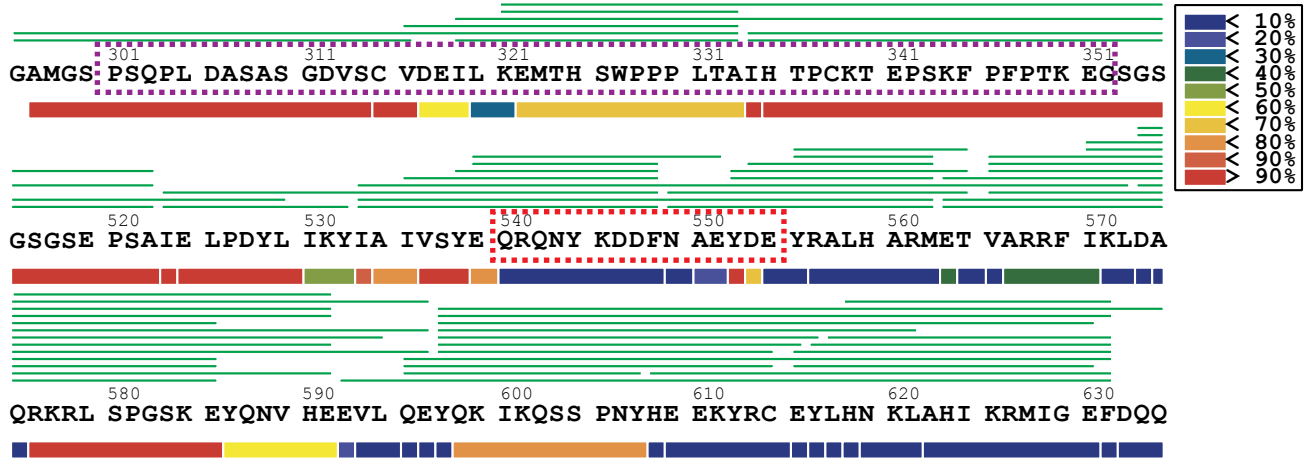 301 311 321 331 341 351
GAMGS PSQPL DASAS GDVSC VDEIL KEMTH SWPPP LTAIH TPCKT EPSKF PFPTK EGSGS
520 530 540 550 560 570
GSGSE PSAIE LPDYL IKYIA IVSYE QRQNY KDDFN AEYDE YRALH ARMET VARRF IKLDA
580 590 600 610 620 630
QRKRL SPGSK EYQNV HEEVL QEYQK IKQSS PNYHE EKYRC EYLHN KLAHI KRMIG EFDQQ
< 10%
< 20%
< 30%
< 40%
< 50%
< 60%
< 70%
< 80%
< 90%
> 90%